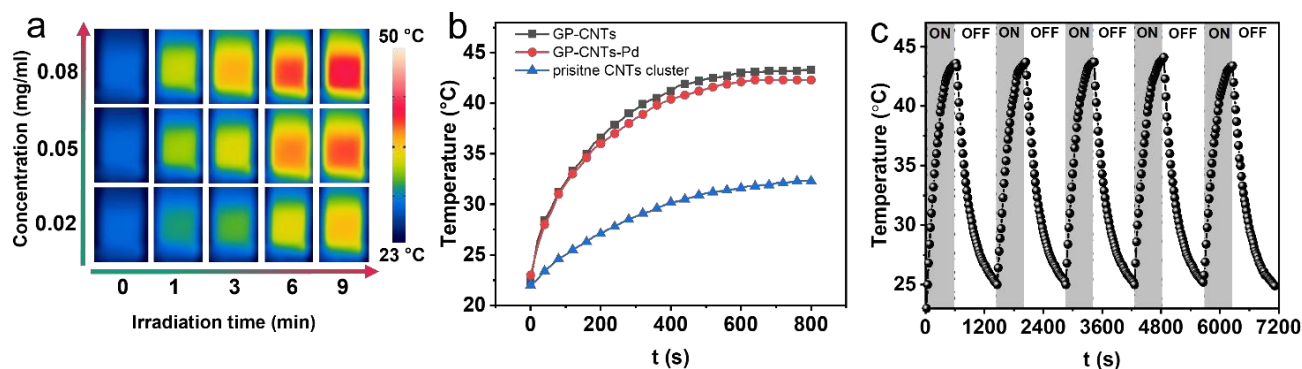 a
Concentration (mg/ml)
0.08
0.05
0.02
0
1
3
6
9
Irradiation time (min)
50 °C
23 °C
b
Temperature (°C)
45
40
35
30
25
20
GP-CNTs
GP-CNTs-Pd
prisitne CNTs cluster
0
200
400
600
800
t (s)
c
ON OFF ON OFF ON OFF ON OFF ON OFF
Temperature (°C)
45
40
35
30
25
0 1200 2400 3600 4800 6000 7200
t (s)